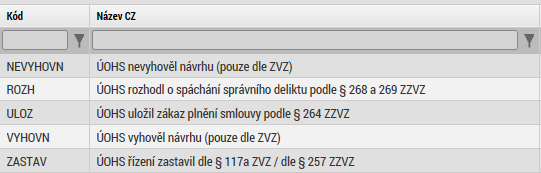 Kód Název CZ
NEVYHOVN ÚOHS nevyhověl návrhu (pouze dle ZVZ)
ROZH ÚOHS rozhodl o spáchání správního deliktu podle § 268 a 269 ZZVZ
ULOZ ÚOHS uložil zákaz plnění smlouvy podle § 264 ZZVZ
VYHOVN ÚOHS vyhověl návrhu (pouze dle ZVZ)
ZASTAV ÚOHS řízení zastavil dle § 117a ZVZ / dle § 257 ZZVZ